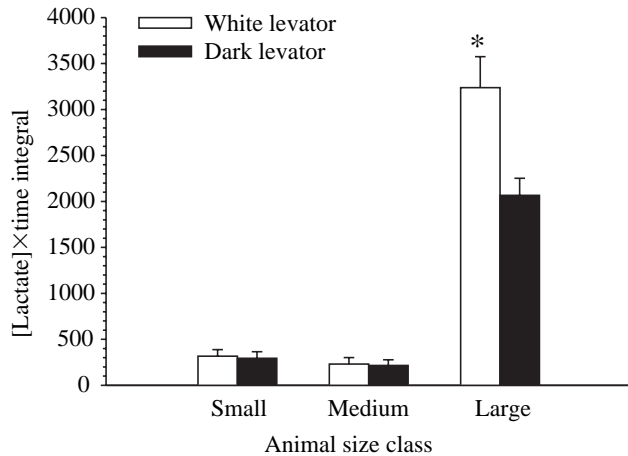 White levator
Dark levator
4000
3500
3000
2500
2000
1500
1000
500
0
[Lactate]×time integral
*
Small Medium Large
Animal size class